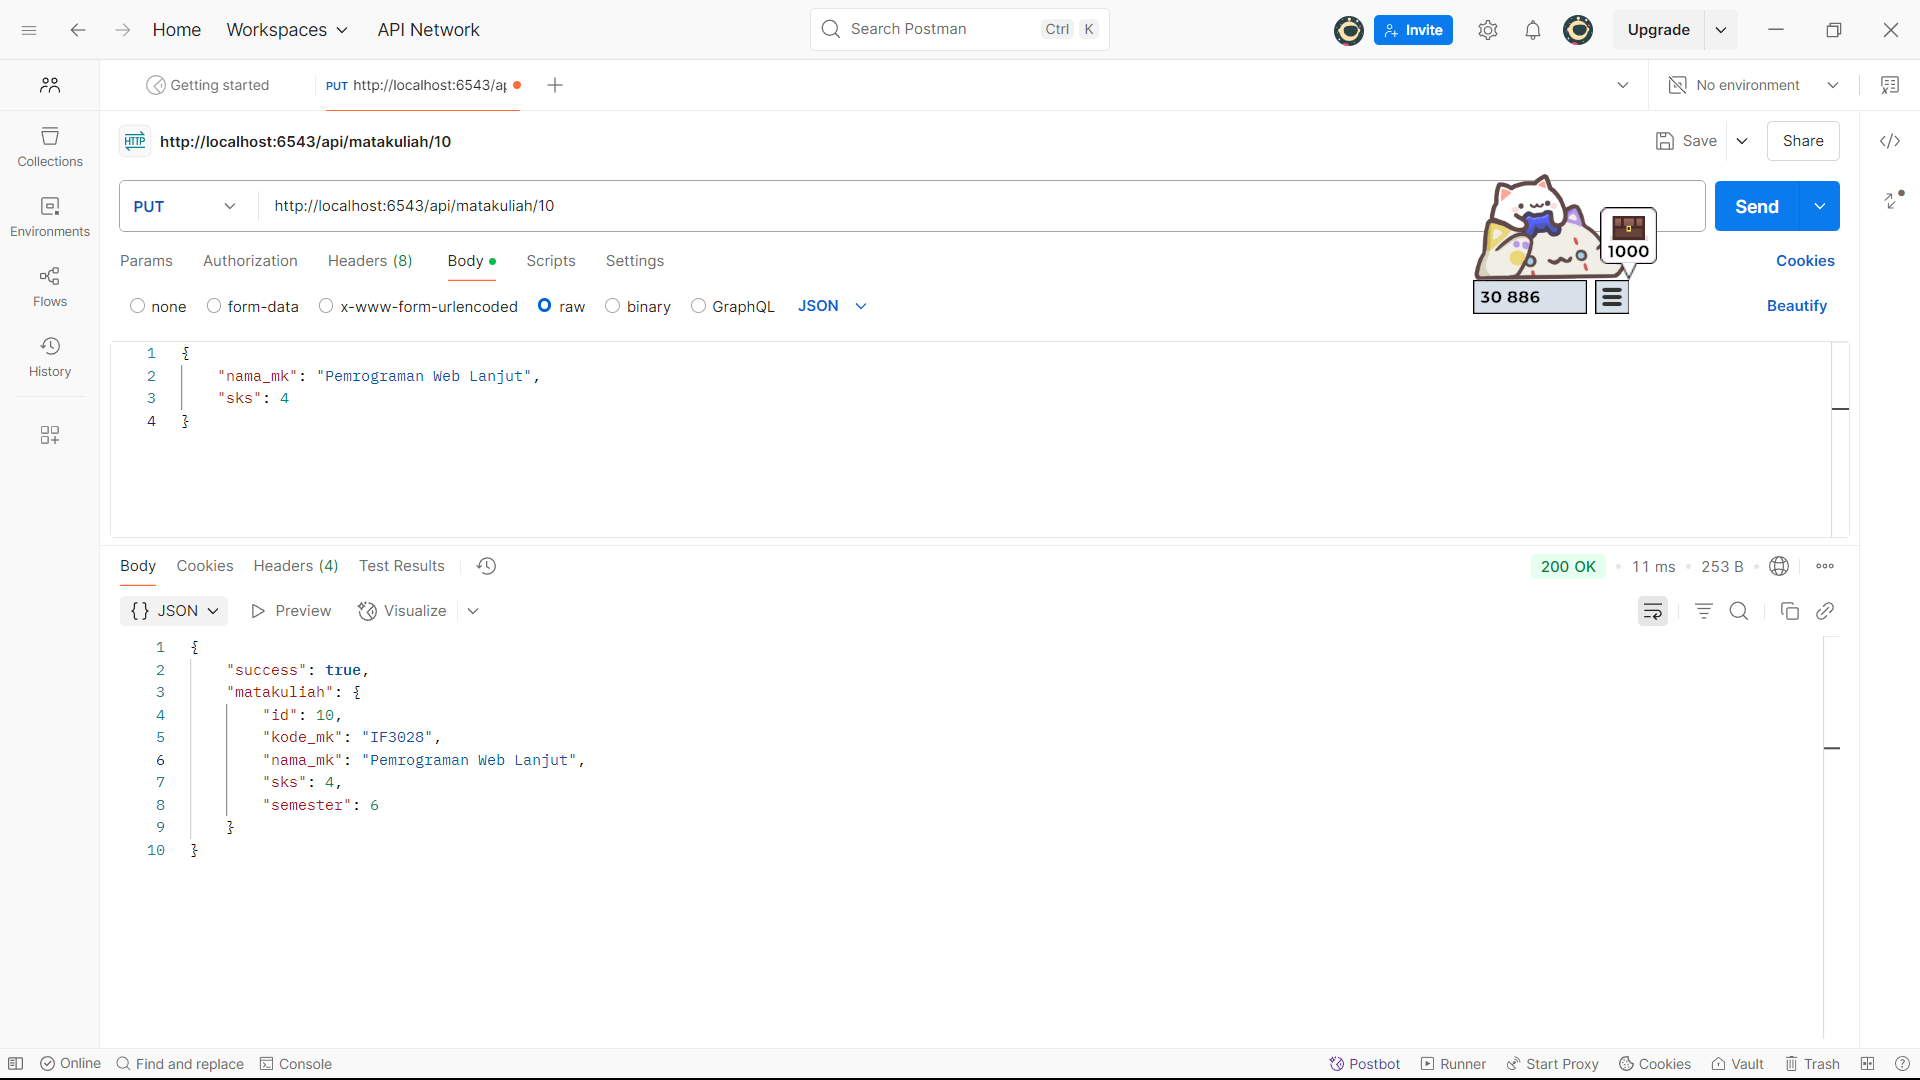 Home Workspaces API Network Search Postman Ctrl K Invite Upgrade
Getting started PUT http://localhost:6543/ap No environment
HTTP http://localhost:6543/api/matakuliah/10 Save Share
PUT http://localhost:6543/api/matakuliah/10 Send
Collections
Environments
Flows
History
Params Authorization Headers (8) Body Scripts Settings Cookies
1000
30 886
none form-data x-www-form-urlencoded raw binary GraphQL JSON Beautify
1 {
2 "nama_mk": "Pemrograman Web Lanjut",
3 "sks": 4
4 }
Body Cookies Headers (4) Test Results 200 OK 11 ms 253 B
{} JSON Preview Visualize
1 {
2 "success": true,
3 "matakuliah": {
4 "id": 10,
5 "kode_mk": "IF3028",
6 "nama_mk": "Pemrograman Web Lanjut",
7 "sks": 4,
8 "semester": 6
9 }
10 }
Online Find and replace Console Postbot Runner Start Proxy Cookies Vault Trash